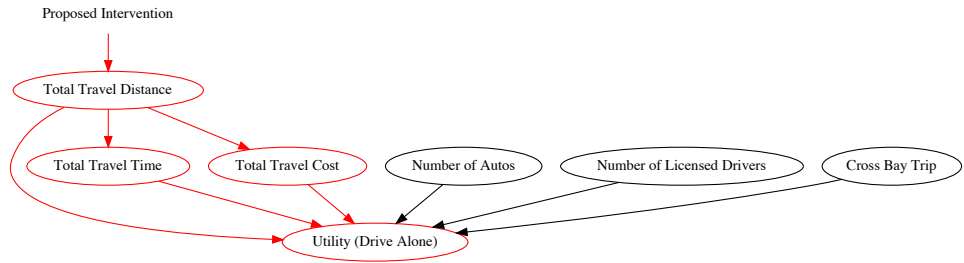 Proposed Intervention
Total Travel Distance
Total Travel Time
Total Travel Cost
Number of Autos
Number of Licensed Drivers
Cross Bay Trip
Utility (Drive Alone)